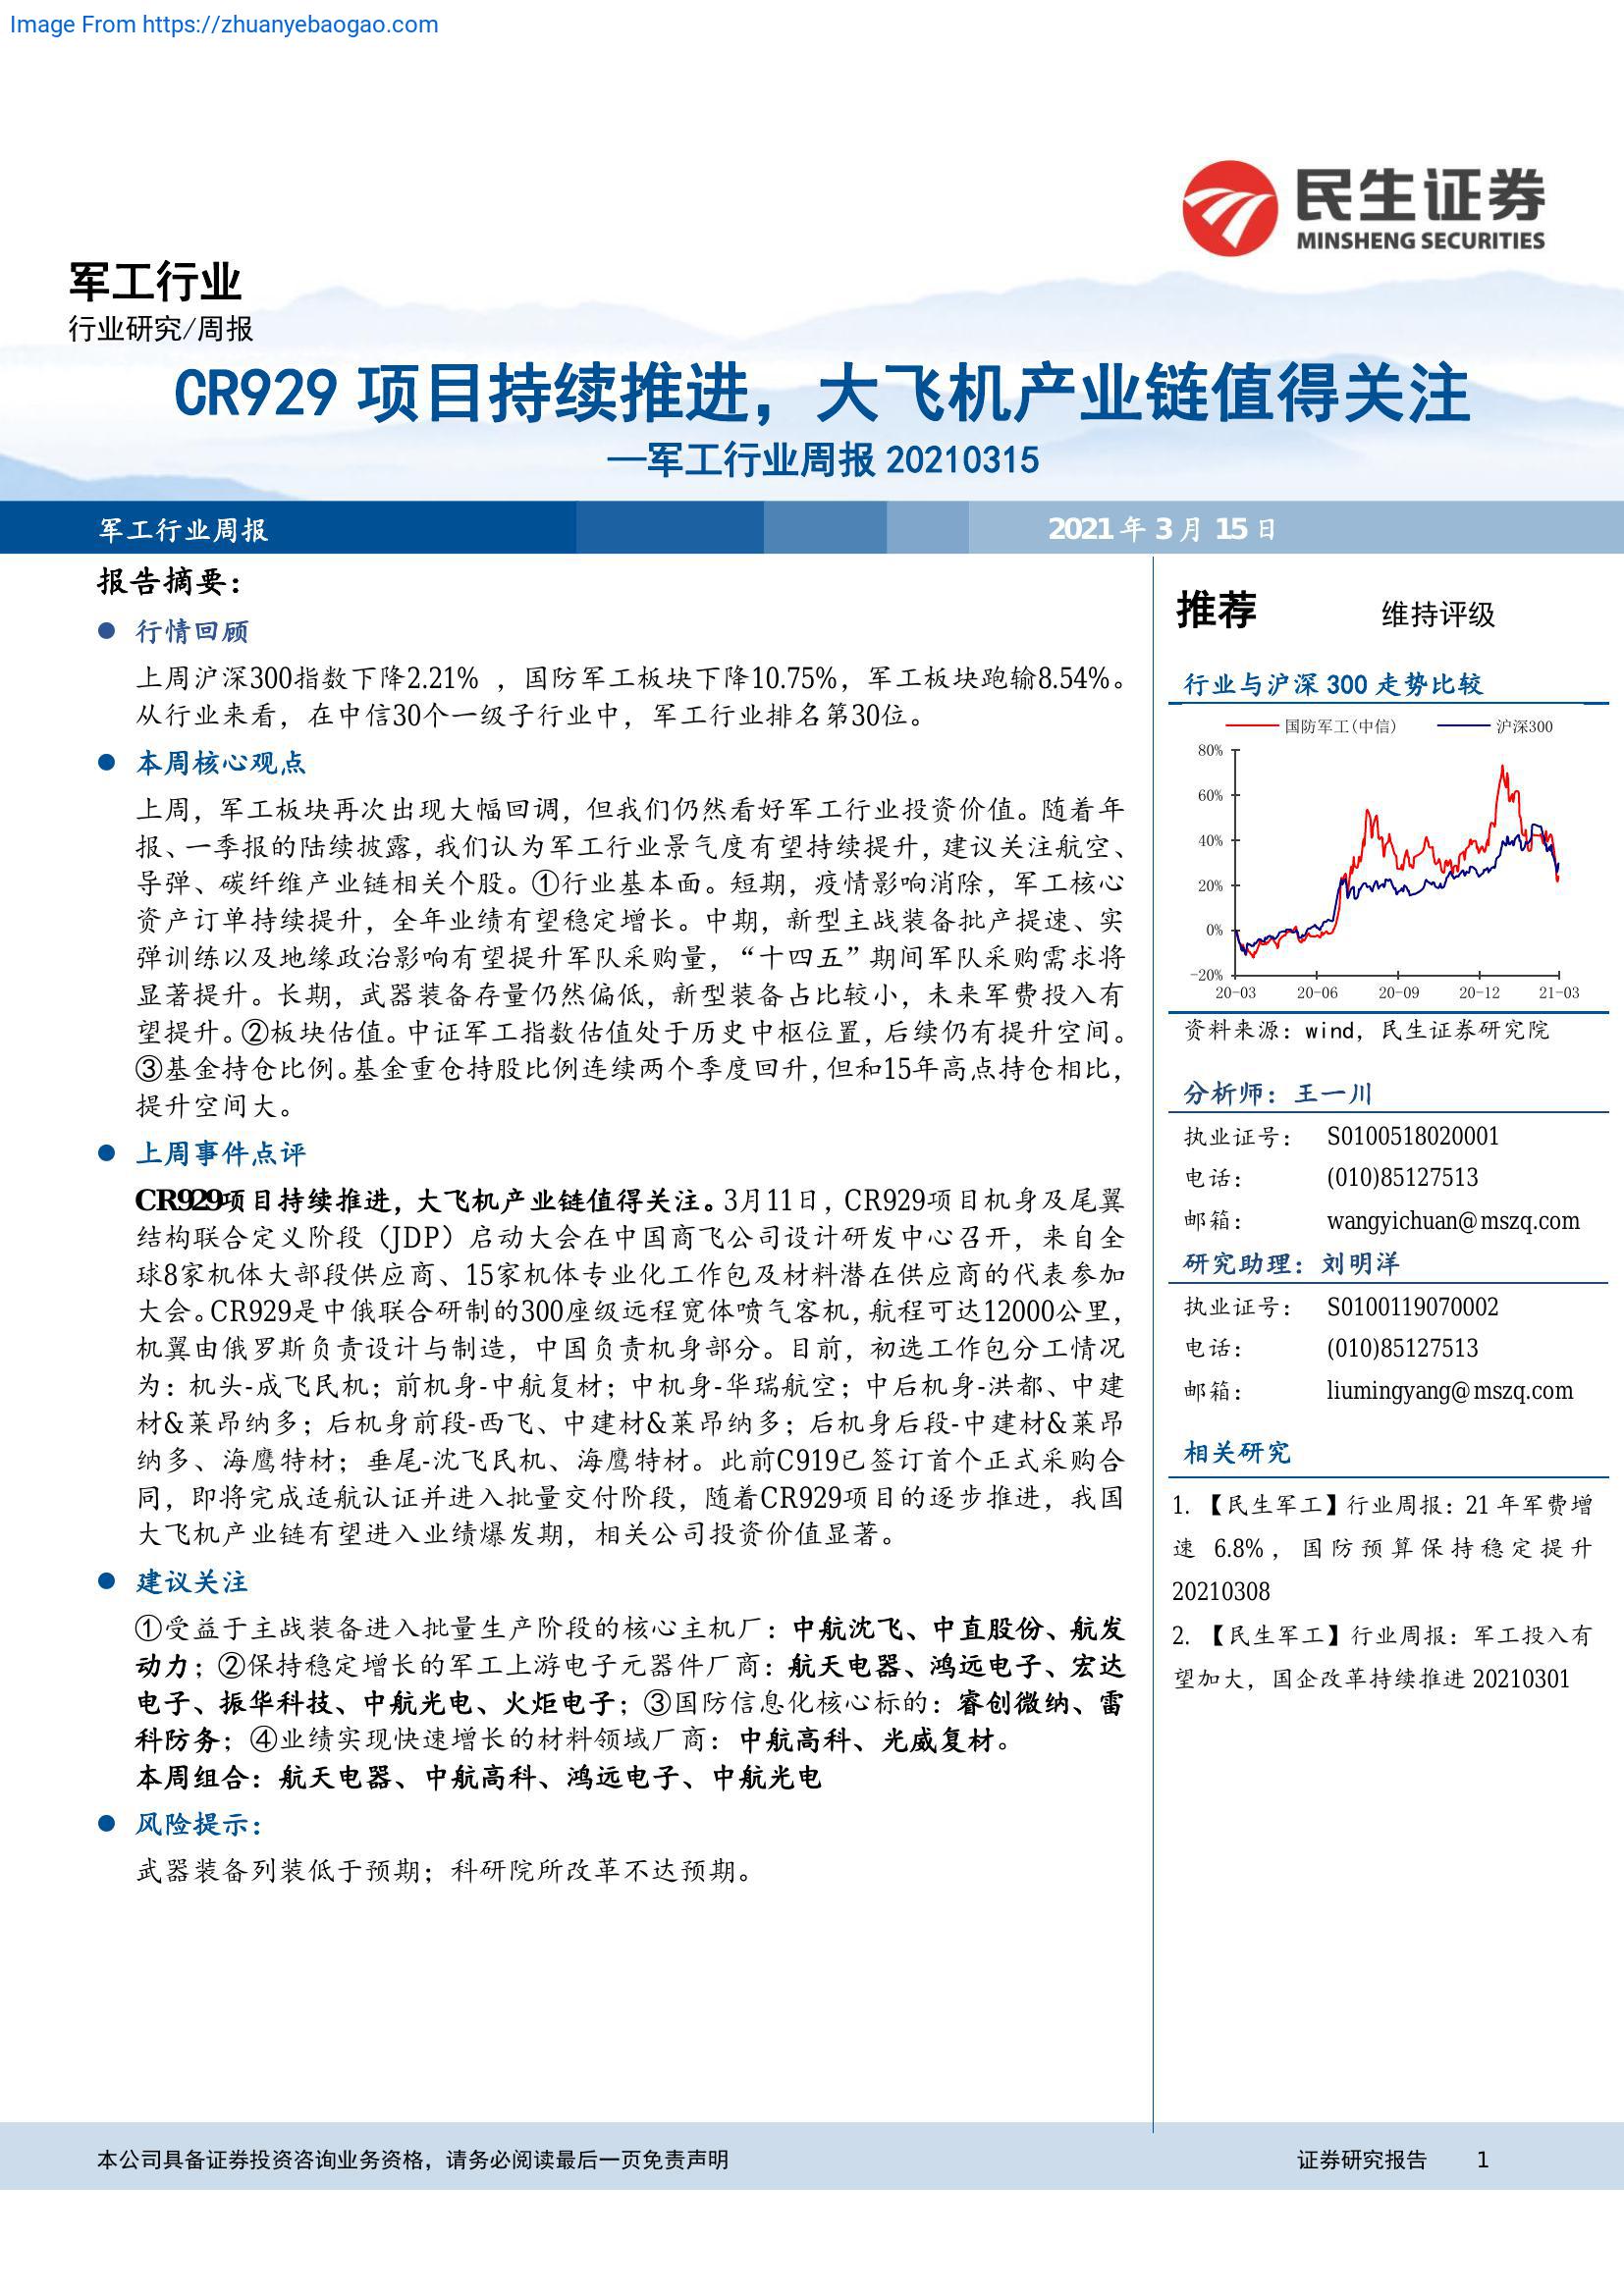 Image From https://zhuanyebaogao.com
民生证券
MINSHENG SECURITIES
军工行业
行业研究/周报
CR929 项目持续推进，大飞机产业链值得关注
—军工行业周报 20210315
军工行业周报
2021 年 3 月 15 日
报告摘要：
● 行情回顾
上周沪深300指数下降2.21% ，国防军工板块下降10.75%，军工板块跑输8.54%。
从行业来看，在中信30个一级子行业中，军工行业排名第30位。
● 本周核心观点
上周，军工板块再次出现大幅回调，但我们仍然看好军工行业投资价值。随着年
报、一季报的陆续披露，我们认为军工行业景气度有望持续提升，建议关注航空、
导弹、碳纤维产业链相关个股。①行业基本面。短期，疫情影响消除，军工核心
资产订单持续提升，全年业绩有望稳定增长。中期，新型主战装备批产提速、实
弹训练以及地缘政治影响有望提升军队采购量，“十四五”期间军队采购需求将
显著提升。长期，武器装备存量仍然偏低，新型装备占比较小，未来军费投入有
望提升。②板块估值。中证军工指数估值处于历史中枢位置，后续仍有提升空间。
③基金持仓比例。基金重仓持股比例连续两个季度回升，但和15年高点持仓相比，
提升空间大。
● 上周事件点评
CR929项目持续推进，大飞机产业链值得关注。3月11日，CR929项目机身及尾翼
结构联合定义阶段（JDP）启动大会在中国商飞公司设计研发中心召开，来自全
球8家机体大部段供应商、15家机体专业化工作包及材料潜在供应商的代表参加
大会。CR929是中俄联合研制的300座级远程宽体喷气客机，航程可达12000公里，
机翼由俄罗斯负责设计与制造，中国负责机身部分。目前，初选工作包分工情况
为：机头-成飞民机；前机身-中航复材；中机身-华瑞航空；中后机身-洪都、中建
材&莱昂纳多；后机身前段-西飞、中建材&莱昂纳多；后机身后段-中建材&莱昂
纳多、海鹰特材；垂尾-沈飞民机、海鹰特材。此前C919已签订首个正式采购合
同，即将完成适航认证并进入批量交付阶段，随着CR929项目的逐步推进，我国
大飞机产业链有望进入业绩爆发期，相关公司投资价值显著。
● 建议关注
①受益于主战装备进入批量生产阶段的核心主机厂：中航沈飞、中直股份、航发
动力；②保持稳定增长的军工上游电子元器件厂商：航天电器、鸿远电子、宏达
电子、振华科技、中航光电、火炬电子；③国防信息化核心标的：睿创微纳、雷
科防务；④业绩实现快速增长的材料领域厂商：中航高科、光威复材。
本周组合：航天电器、中航高科、鸿远电子、中航光电
● 风险提示：
武器装备列装低于预期；科研院所改革不达预期。
推荐 维持评级
行业与沪深 300 走势比较
国防军工(中信) 沪深300
80%
60%
40%
20%
0%
-20%
20-03 20-06 20-09 20-12 21-03
资料来源：wind，民生证券研究院
分析师：王一川
执业证号： S0100518020001
电话： (010)85127513
邮箱： wangyichuan@mszq.com
研究助理：刘明洋
执业证号： S0100119070002
电话： (010)85127513
邮箱： liumingyang@mszq.com
相关研究
1. 【民生军工】行业周报：21 年军费增
速 6.8%，国防预算保持稳定提升
20210308
2. 【民生军工】行业周报：军工投入有
望加大，国企改革持续推进 20210301
本公司具备证券投资咨询业务资格，请务必阅读最后一页免责声明
证券研究报告 1